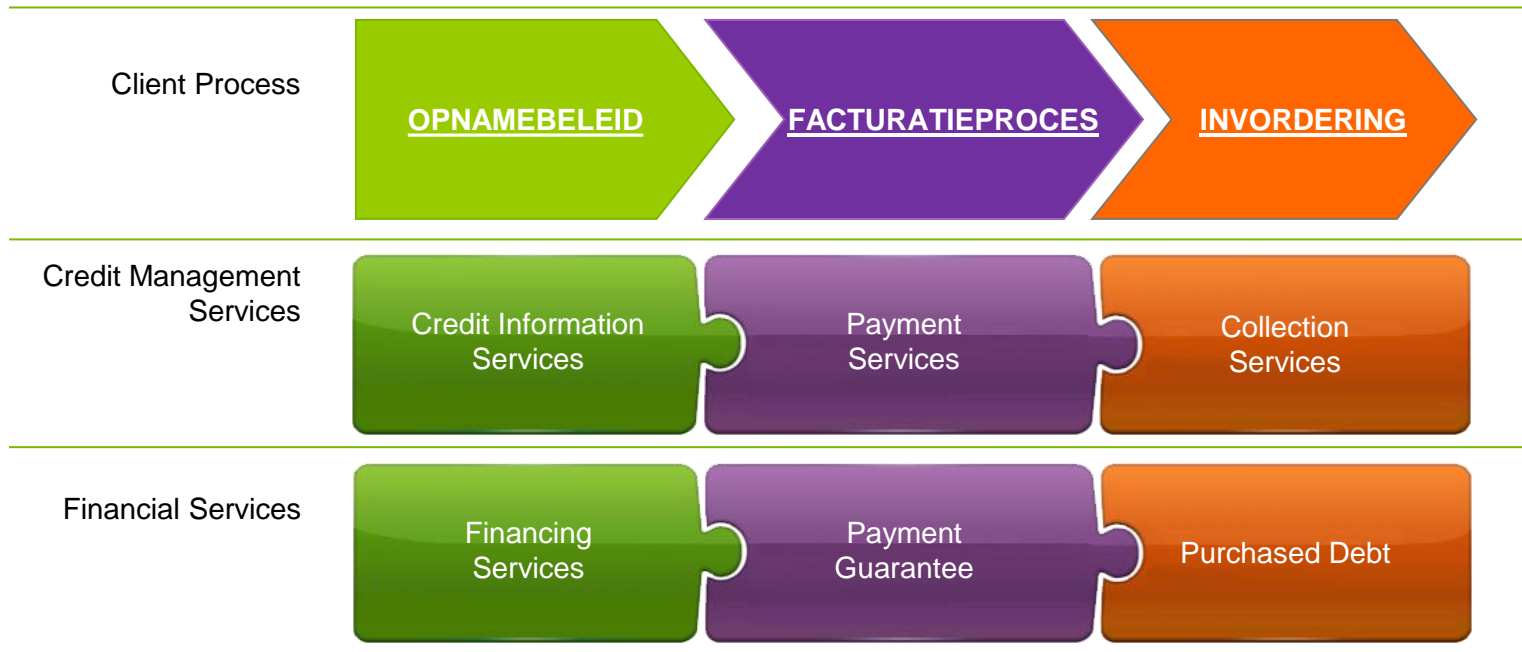 Client Process
OPNAMEBELEID
FACTURATIEPROCES
INVORDERING
Credit Management
Services
Credit Information
Services
Payment
Services
Collection
Services
Financial Services
Financing
Services
Payment
Guarantee
Purchased Debt